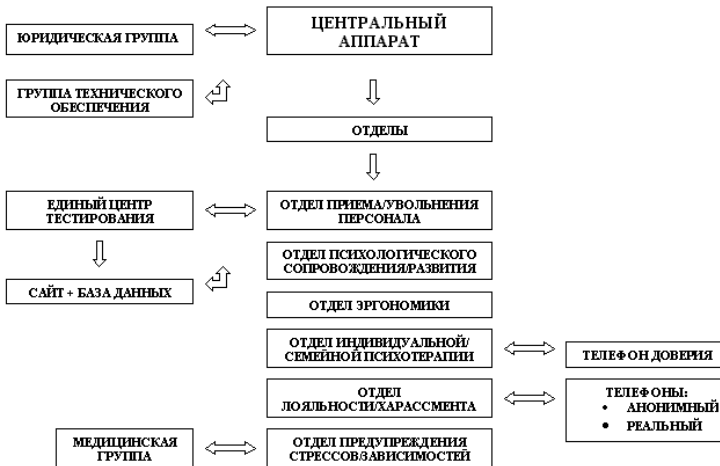 ЮРИДИЧЕСКАЯ ГРУППА
ЦЕНТРАЛЬНЫЙ
АППАРАТ
ГРУППА ТЕХНИЧЕСКОГО
ОБЕСПЕЧЕНИЯ
ОТДЕЛЫ
ЕДИНЫЙ ЦЕНТР
ТЕСТИРОВАНИЯ
ОТДЕЛ ПРИЕМА/УВОЛЬНЕНИЯ
ПЕРСОНАЛА
ОТДЕЛ ПСИХОЛОГИЧЕСКОГО
СОПРОВОЖДЕНИЯ/РАЗВИТИЯ
САЙТ + БАЗА ДАННЫХ
ОТДЕЛ ЭРГОНОМИКИ
ОТДЕЛ ИНДИВИДУАЛЬНОЙ/
СЕМЕЙНОЙ ПСИХОТЕРАПИИ
ТЕЛЕФОН ДОВЕРИЯ
ОТДЕЛ
ЛОЯЛЬНОСТИ/ХАРАССМЕНТА
ТЕЛЕФОНЫ:
• АНОНИМНЫЙ
• РЕАЛЬНЫЙ
МЕДИЦИНСКАЯ
ГРУППА
ОТДЕЛ ПРЕДУПРЕЖДЕНИЯ
СТРЕССОВ/ЗАВИСИМОСТЕЙ